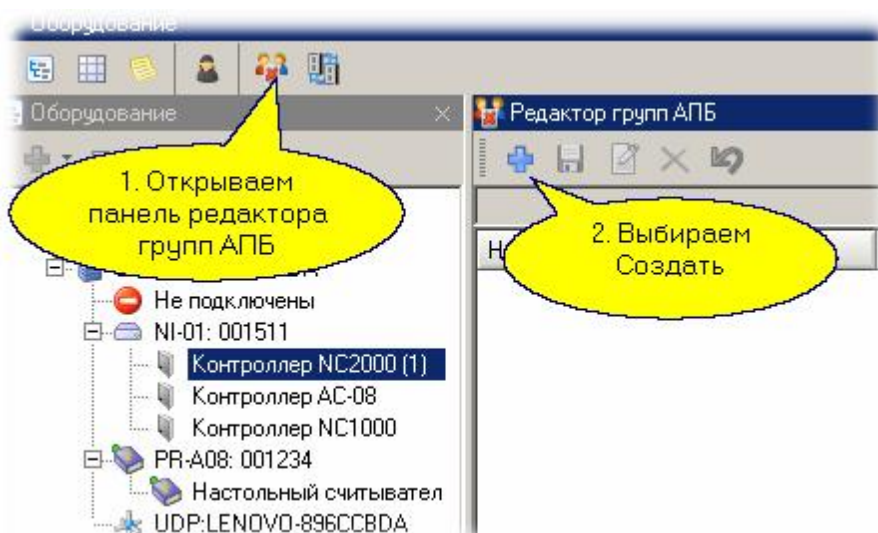 Оборудование
Оборудование
Редактор групп АПБ
1. Открываем
панель редактора
групп АПБ
2. Выбираем
Создать
Не подключены
NI-01: 001511
Контроллер NC2000 (1)
Контроллер AC-08
Контроллер NC1000
PR-A08: 001234
Настольный считывател
UDP:LENOVO-896CCBDA